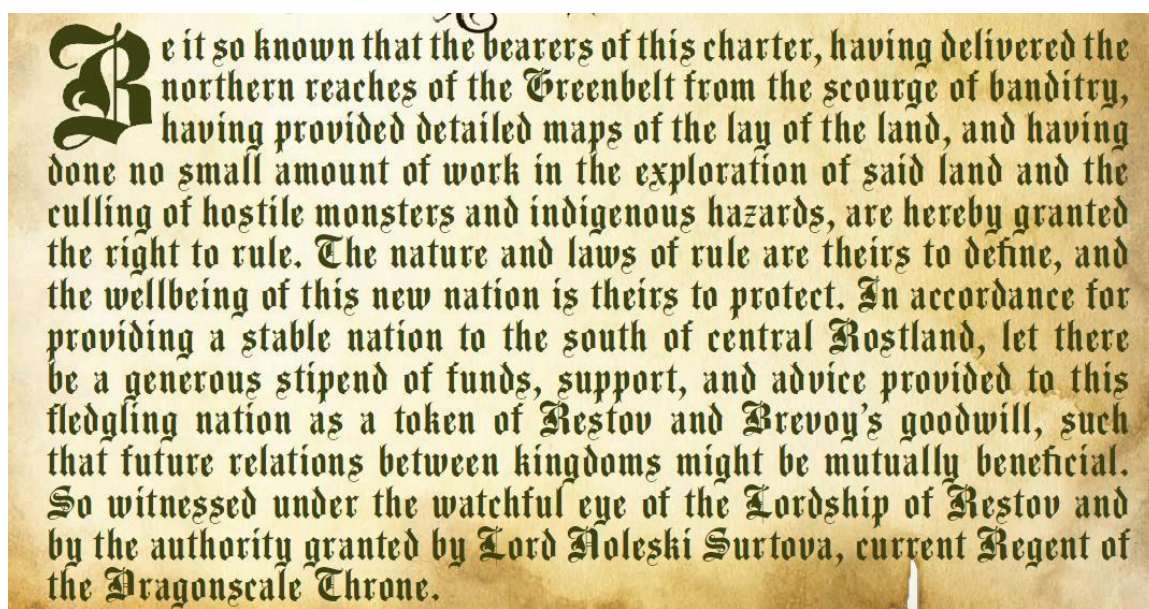 Be it so known that the bearers of this charter, having delivered the
northern reaches of the Greenbelt from the scourge of banditry,
having provided detailed maps of the lay of the land, and having
done no small amount of work in the exploration of said land and the
culling of hostile monsters and indigenous hazards, are hereby granted
the right to rule. The nature and laws of rule are theirs to define, and
the wellbeing of this new nation is theirs to protect. In accordance for
providing a stable nation to the south of central Rostland, let there
be a generous stipend of funds, support, and advice provided to this
fledgling nation as a token of Restov and Brevoy's goodwill, such
that future relations between kingdoms might be mutually beneficial.
So witnessed under the watchful eye of the Lordship of Restov and
by the authority granted by Lord Noleski Surtova, current Regent of
the Dragonscale Throne.